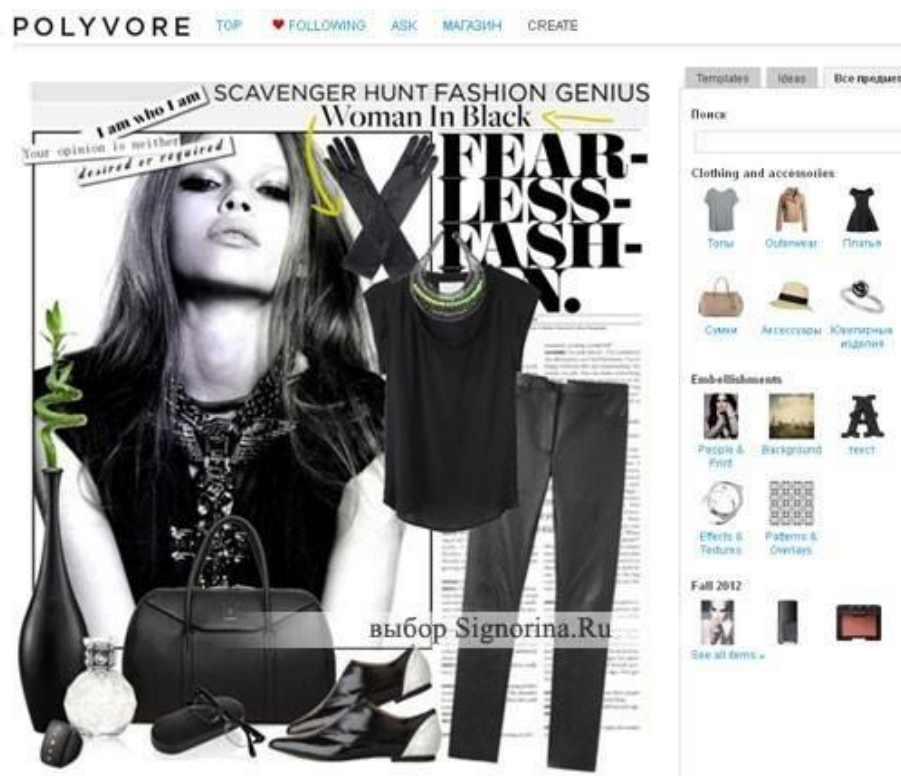 POLYVORE TOP FOLLOWING ASK МАГАЗИН CREATE
Templates Ideas Все предмет
SCAVENGER HUNT FASHION GENIUS
I am who I am
Woman In Black
Your opinion is neither
desired or required
FEAR-
LESS-
FASH-
N.
Поиск
Clothing and accessories
Топы Outerwear Платья
Сумки Аксессуары Ювелирные
изделия
Embellishments
People & Background текст
Print
Effects & Patterns &
Textures Overlays
Fall 2012
See all items »
выбор Signorina.Ru